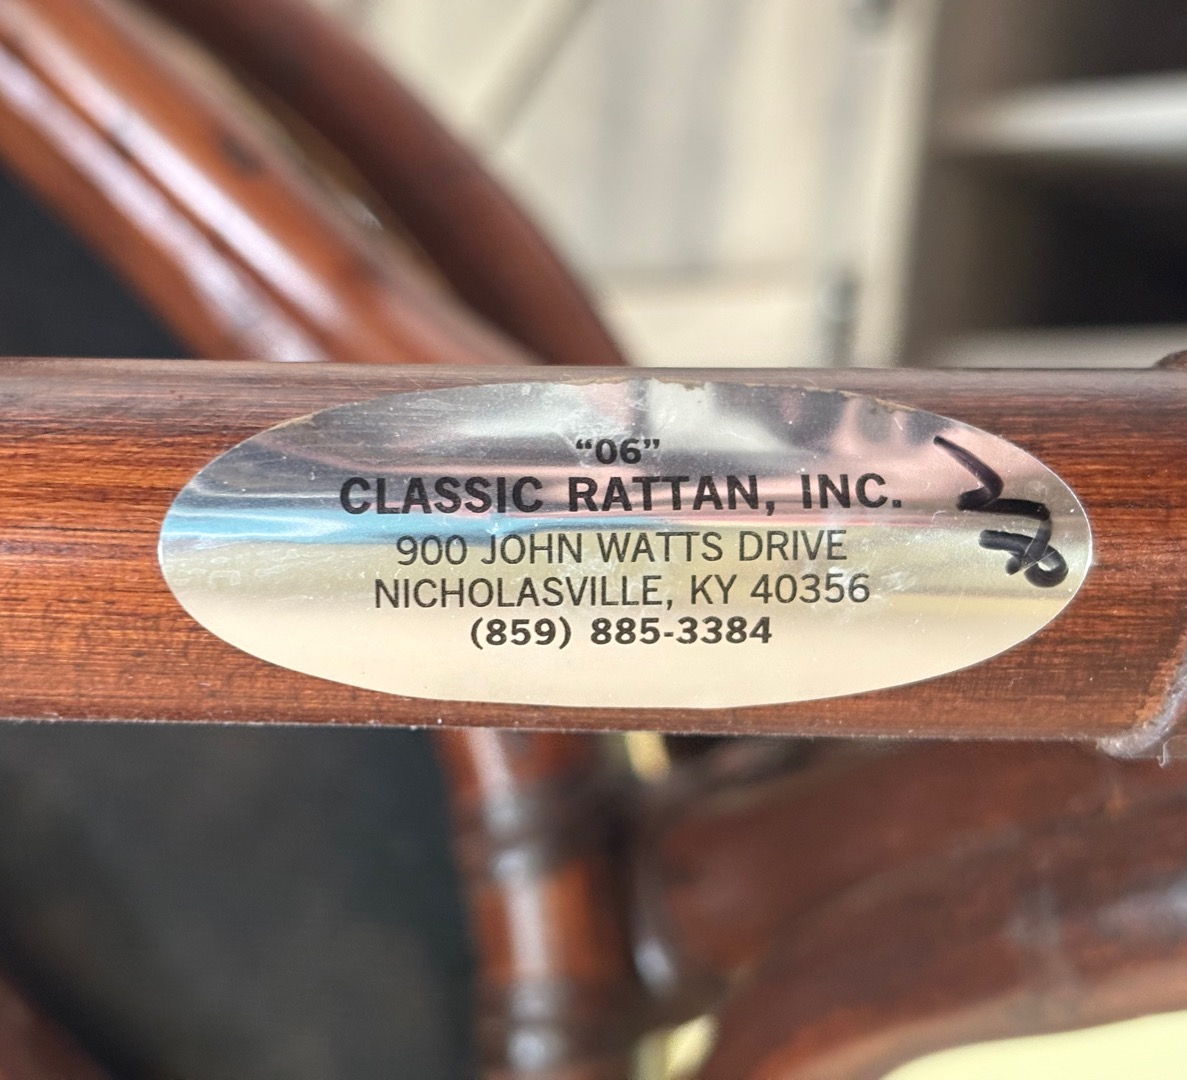 “06”
CLASSIC RATTAN, INC.
900 JOHN WATTS DRIVE
NICHOLASVILLE, KY 40356
(859) 885-3384